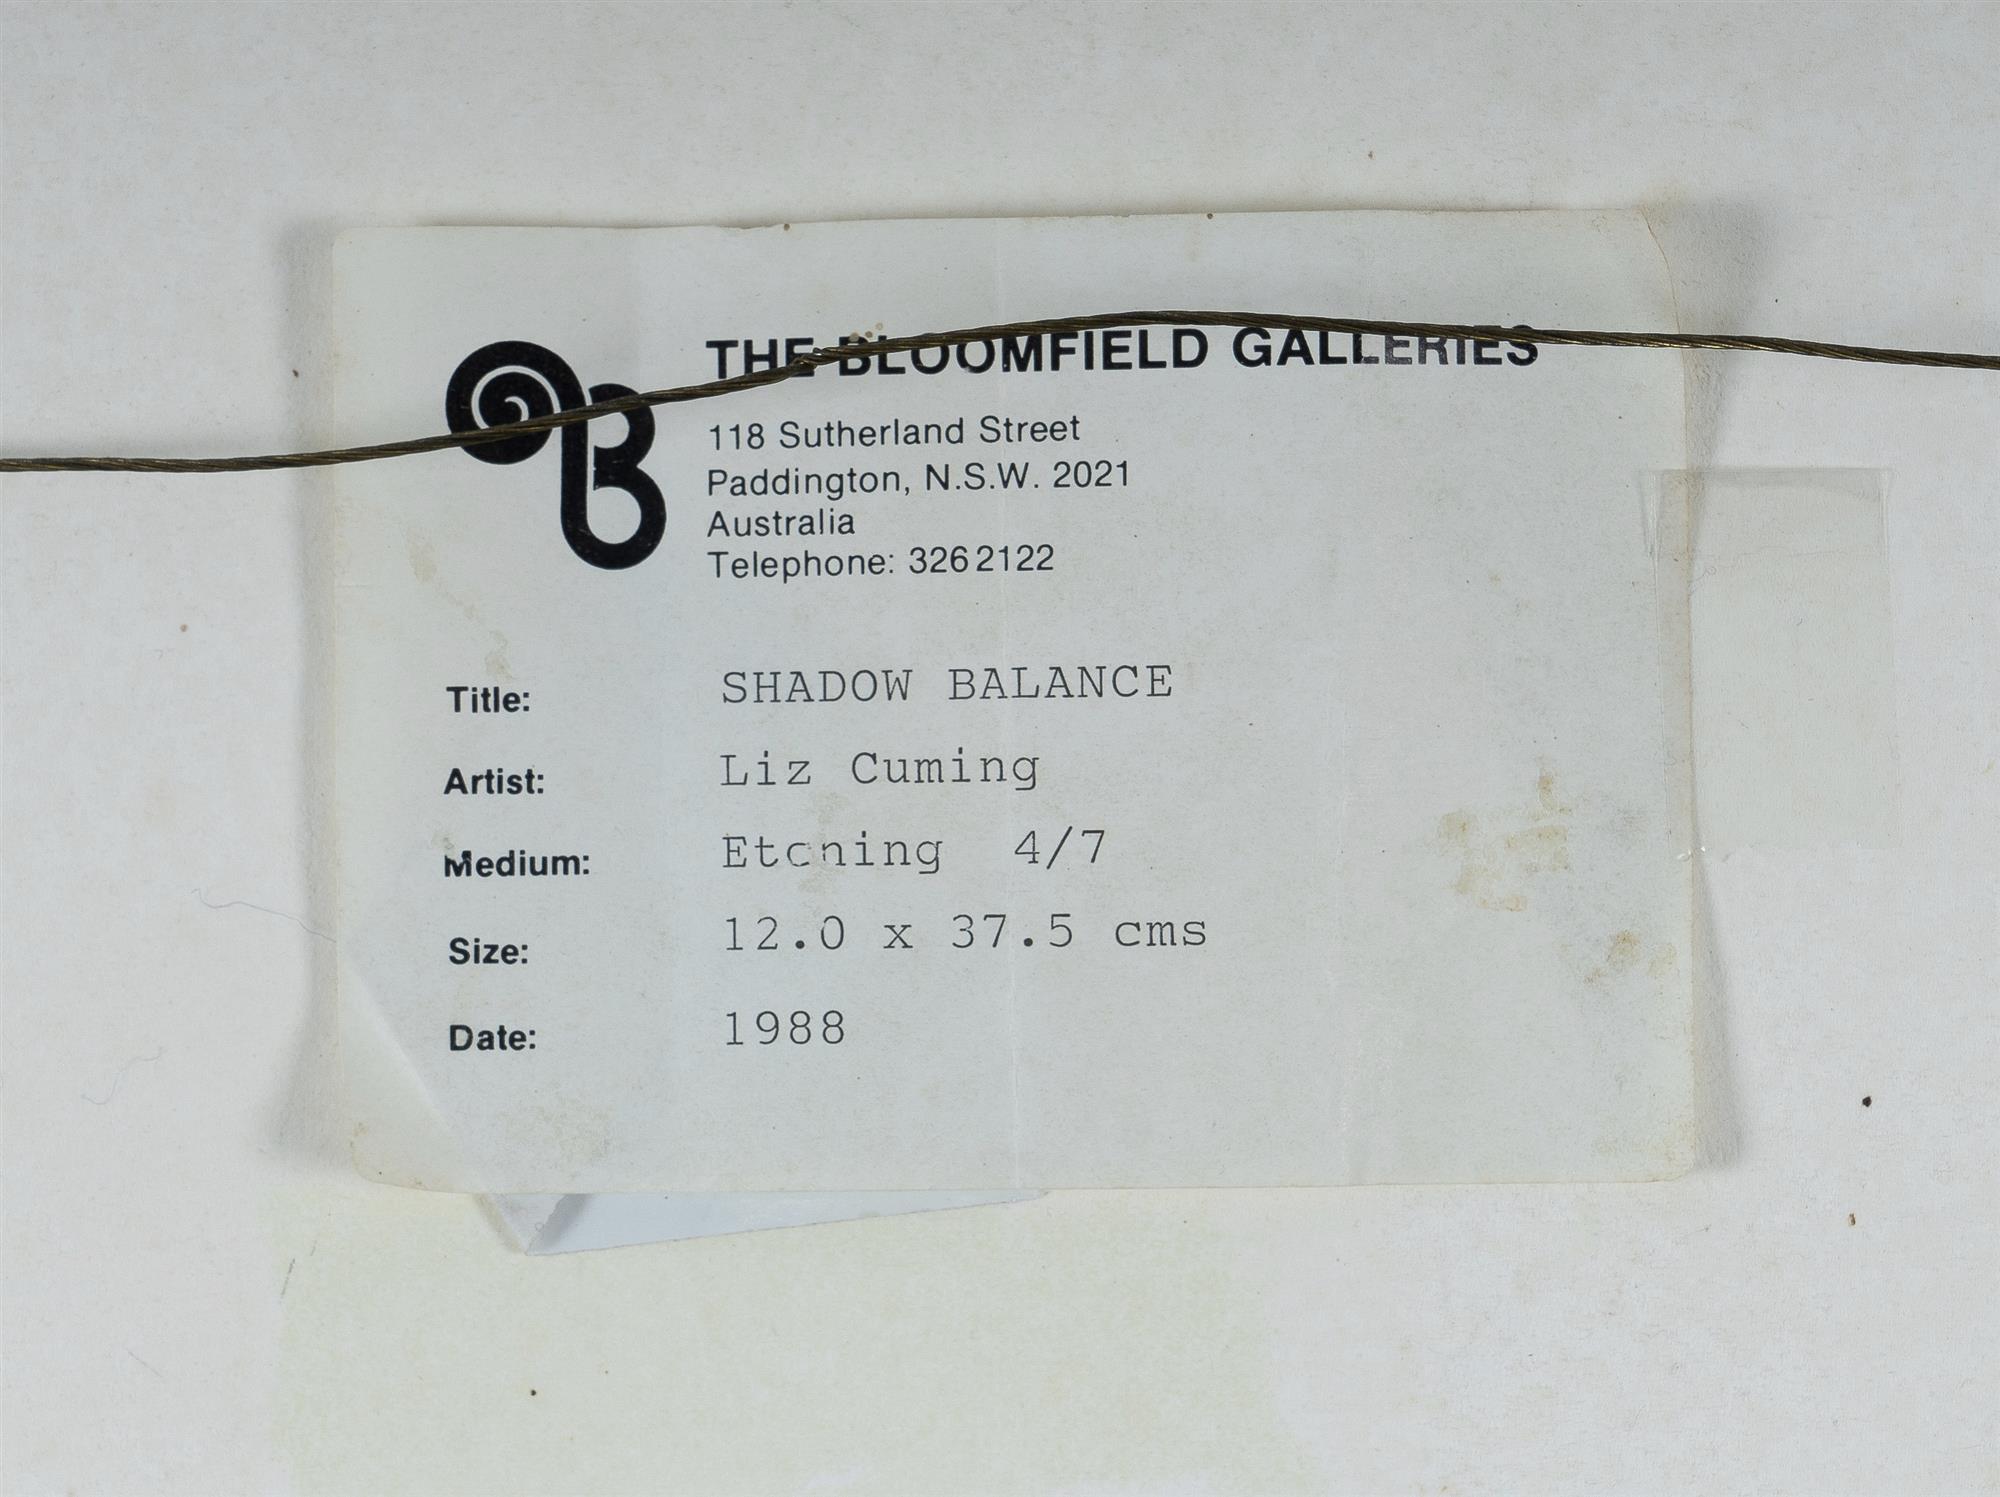 THE BLOOMFIELD GALLERIES
118 Sutherland Street
Paddington, N.S.W. 2021
Australia
Telephone: 326 2122
Title: SHADOW BALANCE
Artist: Liz Cuming
Medium: Etching 4/7
Size: 12.0 x 37.5 cms
Date: 1988